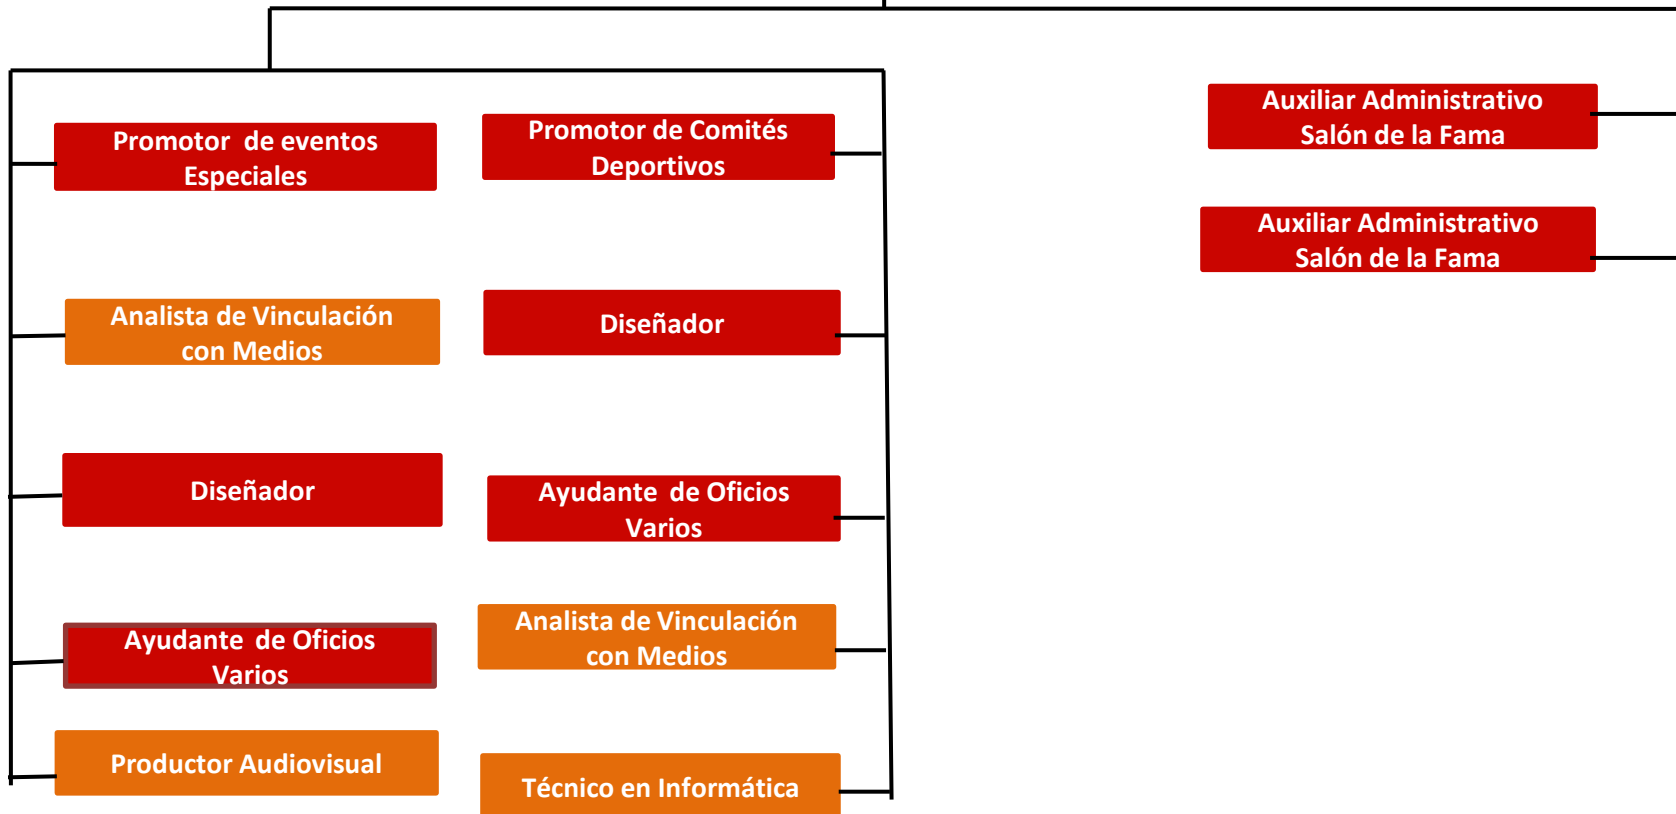 Promotor de eventos
Especiales
Promotor de Comités
Deportivos
Auxiliar Administrativo
Salón de la Fama
Auxiliar Administrativo
Salón de la Fama
Analista de Vinculación
con Medios
Diseñador
Diseñador
Ayudante de Oficios
Varios
Ayudante de Oficios
Varios
Analista de Vinculación
con Medios
Productor Audiovisual
Técnico en Informática